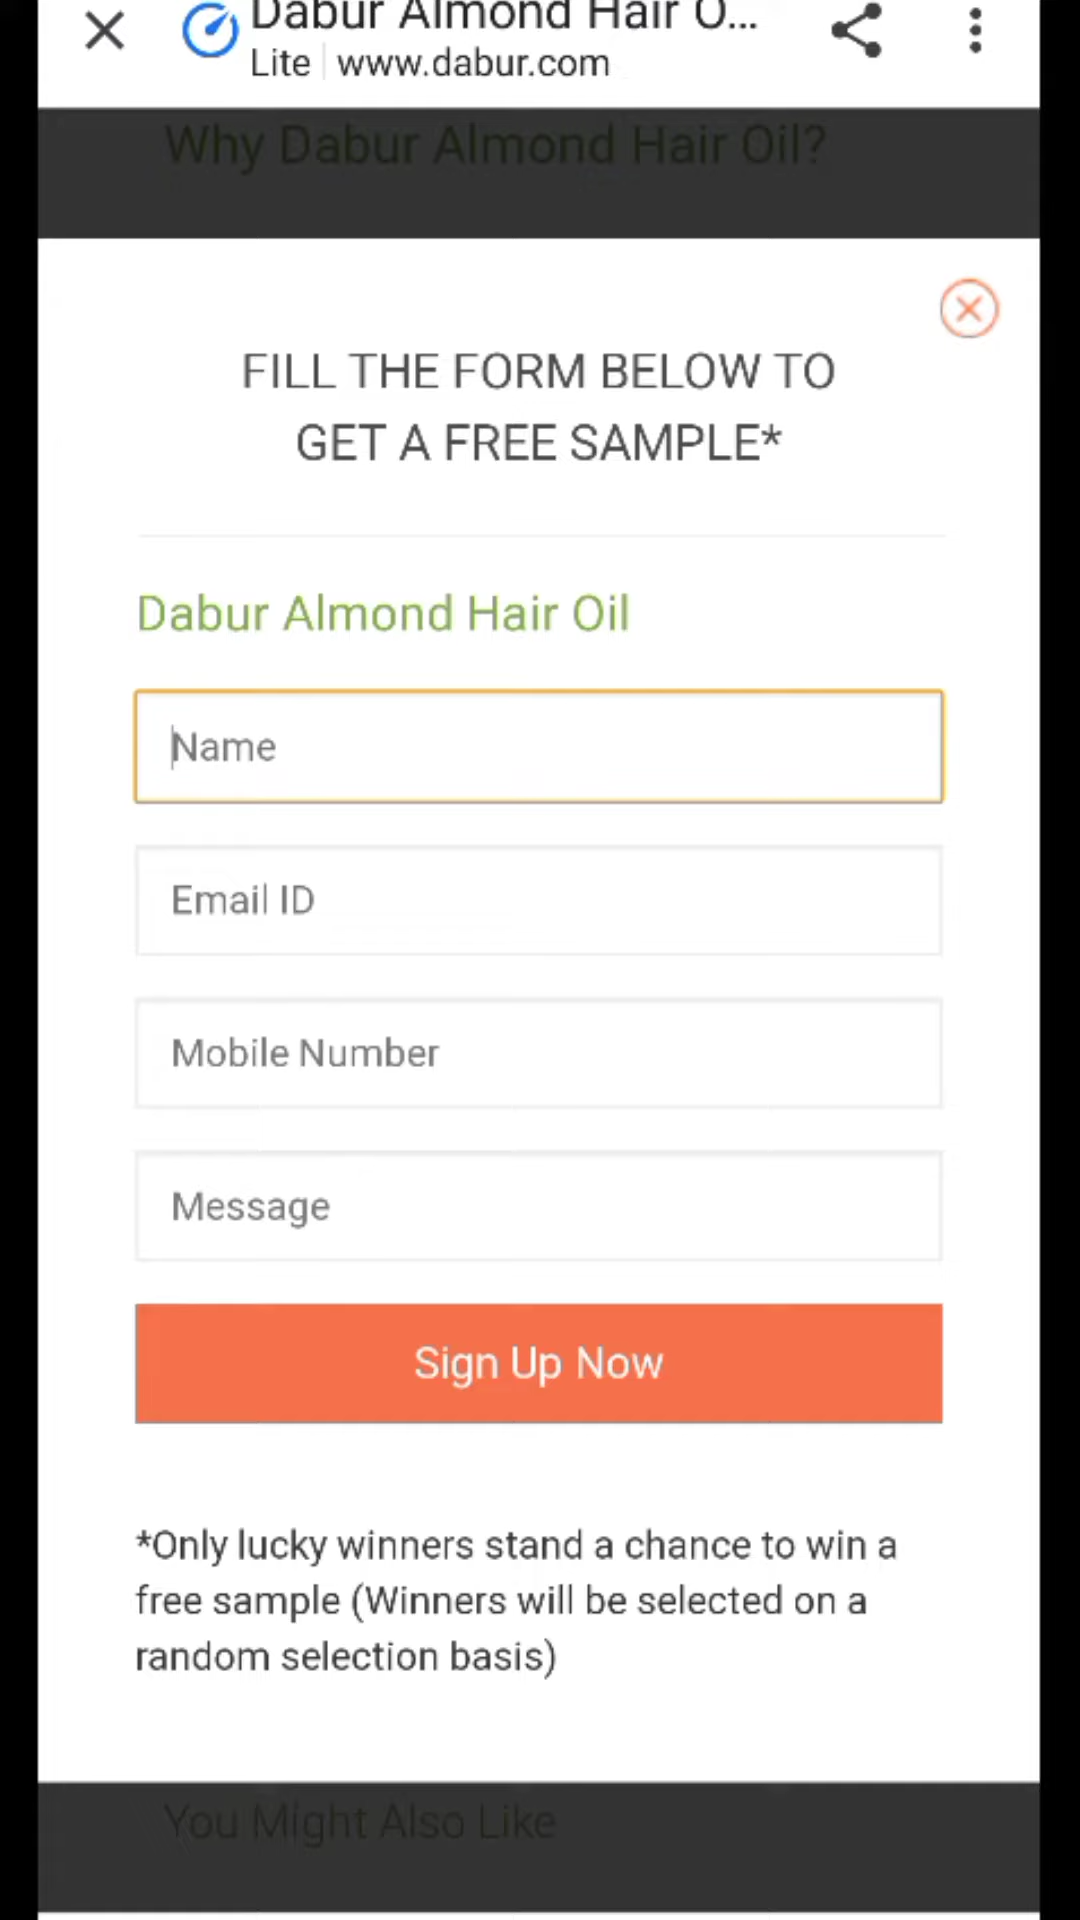 Dabur Almond Hair O...
Lite www.dabur.com
Why Dabur Almond Hair Oil?
FILL THE FORM BELOW TO
GET A FREE SAMPLE*
Dabur Almond Hair Oil
Name
Email ID
Mobile Number
Message
Sign Up Now
*Only lucky winners stand a chance to win a
free sample (Winners will be selected on a
random selection basis)
You Might Also Like